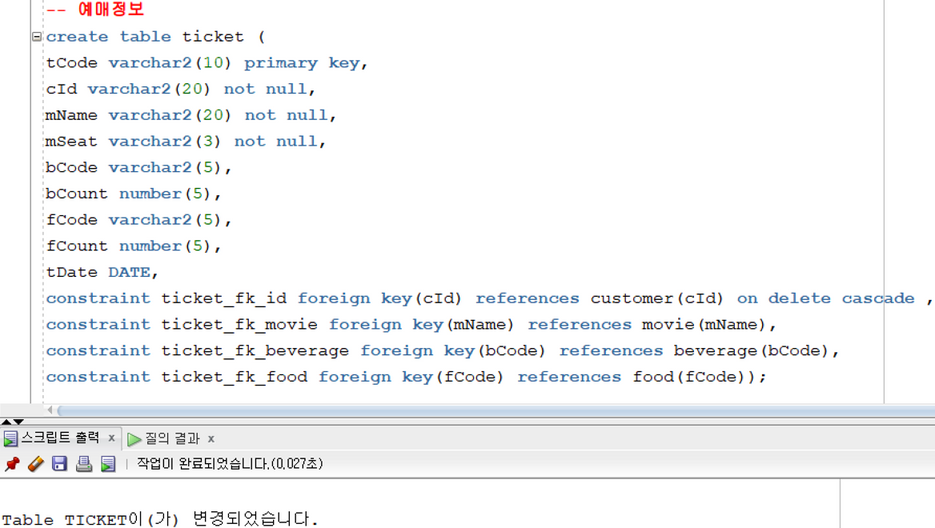 -- 예매정보
create table ticket (
tCode varchar2(10) primary key,
cId varchar2(20) not null,
mName varchar2(20) not null,
mSeat varchar2(3) not null,
bCode varchar2(5),
bCount number(5),
fCode varchar2(5),
fCount number(5),
tDate DATE,
constraint ticket_fk_id foreign key(cId) references customer(cId) on delete cascade ,
constraint ticket_fk_movie foreign key(mName) references movie(mName),
constraint ticket_fk_beverage foreign key(bCode) references beverage(bCode),
constraint ticket_fk_food foreign key(fCode) references food(fCode));
스크립트 출력 x 질의 결과 x
작업이 완료되었습니다.(0,027초)
Table TICKET이(가) 변경되었습니다.